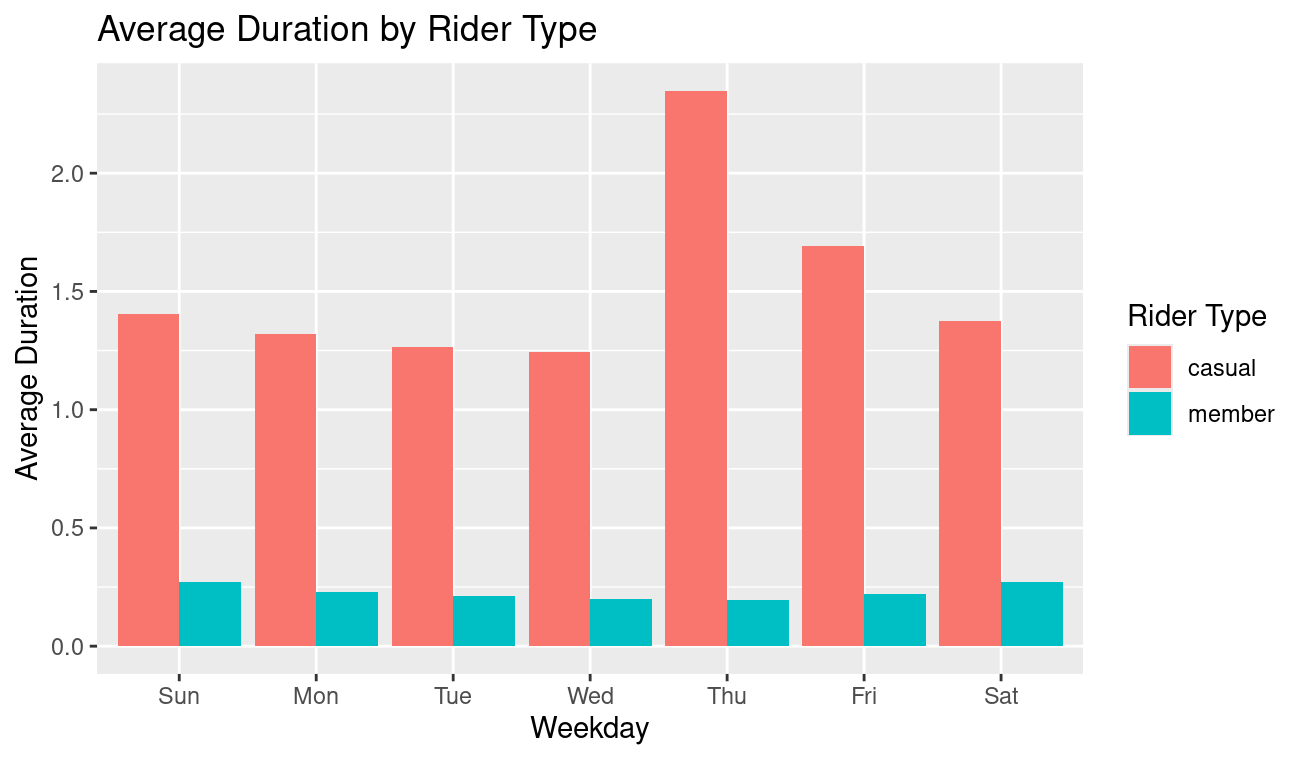 Average Duration by Rider Type
Average Duration
2.0
1.5
1.0
0.5
0.0
Sun Mon Tue Wed Thu Fri Sat
Weekday
Rider Type
casual
member